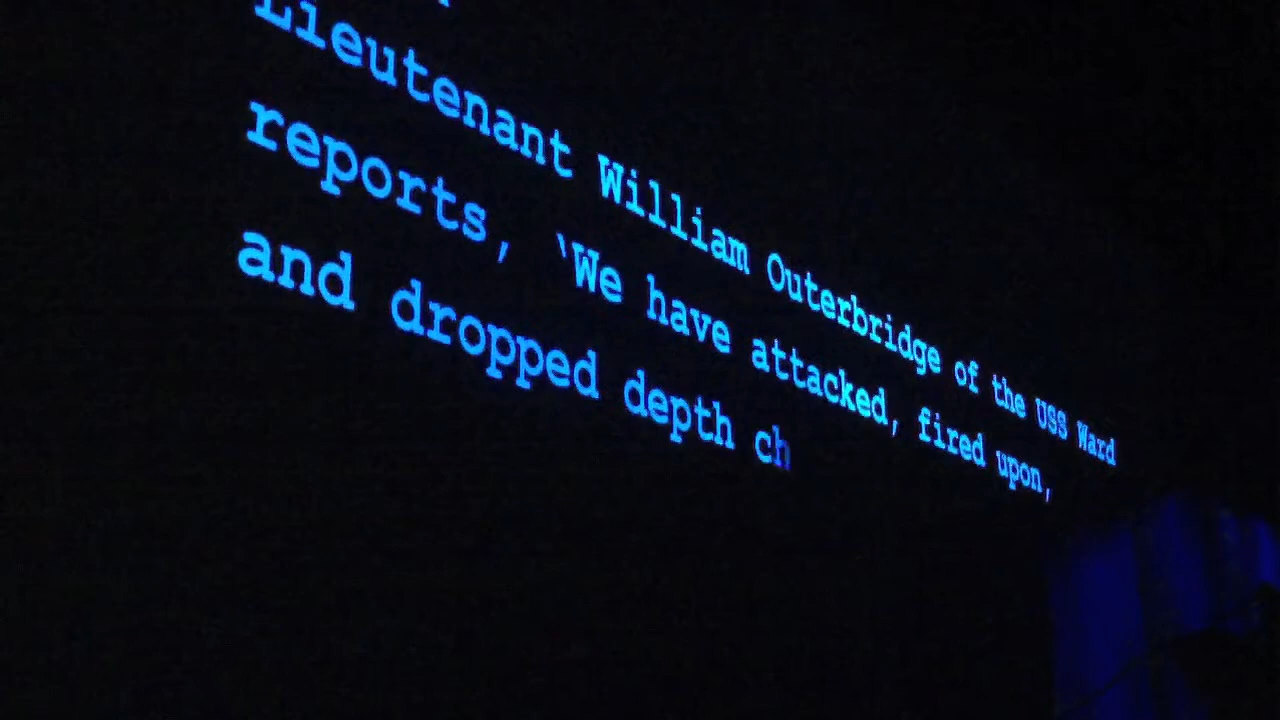 Lieutenant William Outerbridge of the USS Ward
reports, ‘We have attacked, fired upon,
and dropped depth ch